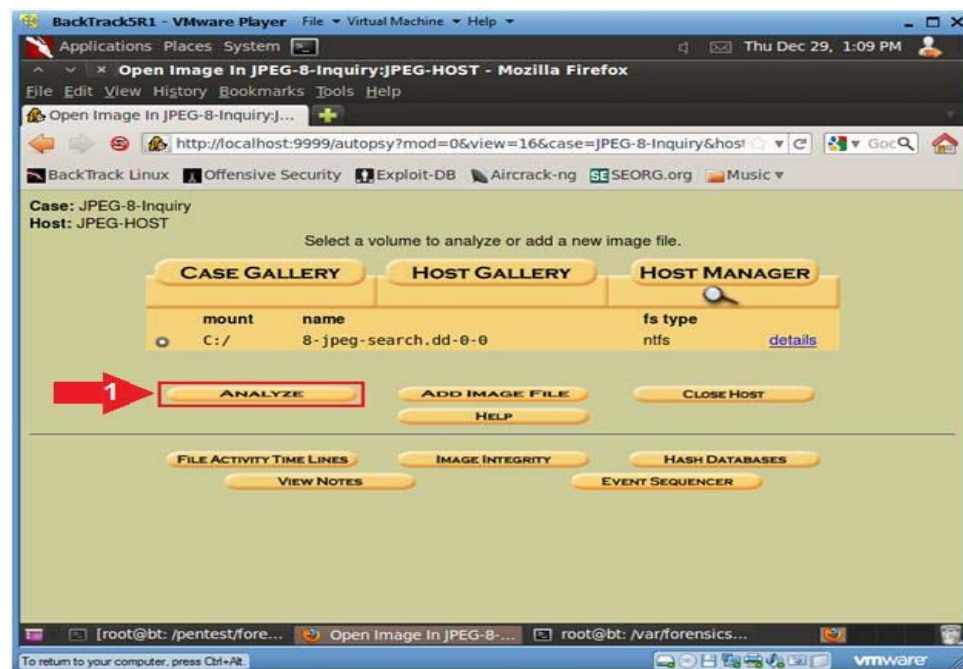 BackTrack5R1 - VMware Player File Virtual Machine Help
Applications Places System Thu Dec 29, 1:09 PM
Open Image In JPEG-8-Inquiry:JPEG-HOST - Mozilla Firefox
File Edit View History Bookmarks Tools Help
Open Image In JPEG-8-Inquiry:J...
http://localhost:9999/autopsy?mod=0&view=16&case=JPEG-8-Inquiry&host Goc
BackTrack Linux Offensive Security Exploit-DB Aircrack-ng SE SEORG.org Music
Case: JPEG-8-Inquiry
Host: JPEG-HOST
Select a volume to analyze or add a new image file.
CASE GALLERY HOST GALLERY HOST MANAGER
mount name fs type
C:/ 8-jpeg-search.dd-0-0 ntfs details
1 ANALYZE ADD IMAGE FILE CLOSE HOST
HELP
FILE ACTIVITY TIME LINES IMAGE INTEGRITY HASH DATABASES
VIEW NOTES EVENT SEQUENCER
[root@bt: /pentest/fore... Open Image In JPEG-8-... root@bt: /var/forensics...
To return to your computer, press Ctrl+Alt. vmware